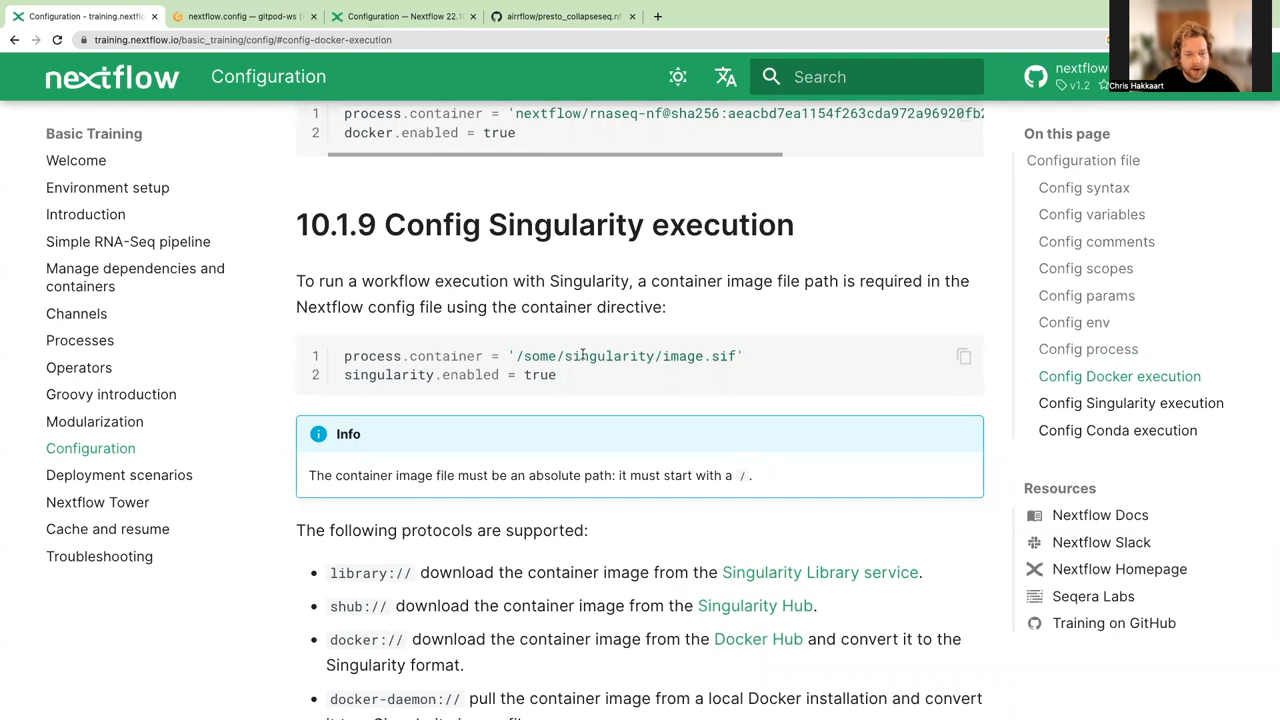 Configuration - training.nextfl
nextflow.config — gitpod-ws (
Configuration — Nextflow 22.1
airrflow/presto_collapseseq.nf
training.nextflow.io/basic_training/config/#config-docker-execution
Chris Hakkaart
nextflow
Configuration
Search
nextflow
v1.2
Basic Training
Welcome
Environment setup
Introduction
Simple RNA-Seq pipeline
Manage dependencies and
containers
Channels
Processes
Operators
Groovy introduction
Modularization
Configuration
Deployment scenarios
Nextflow Tower
Cache and resume
Troubleshooting
1 process.container = 'nextflow/rnaseq-nf@sha256:aeacbd7ea1154f263cda972a96920fb2
2 docker.enabled = true
10.1.9 Config Singularity execution
To run a workflow execution with Singularity, a container image file path is required in the
Nextflow config file using the container directive:
1 process.container = '/some/singularity/image.sif'
2 singularity.enabled = true
Info
The container image file must be an absolute path: it must start with a /.
The following protocols are supported:
• library:// download the container image from the Singularity Library service.
• shub:// download the container image from the Singularity Hub.
• docker:// download the container image from the Docker Hub and convert it to the
Singularity format.
• docker-daemon:// pull the container image from a local Docker installation and convert
On this page
Configuration file
Config syntax
Config variables
Config comments
Config scopes
Config params
Config env
Config process
Config Docker execution
Config Singularity execution
Config Conda execution
Resources
Nextflow Docs
Nextflow Slack
Nextflow Homepage
Seqera Labs
Training on GitHub